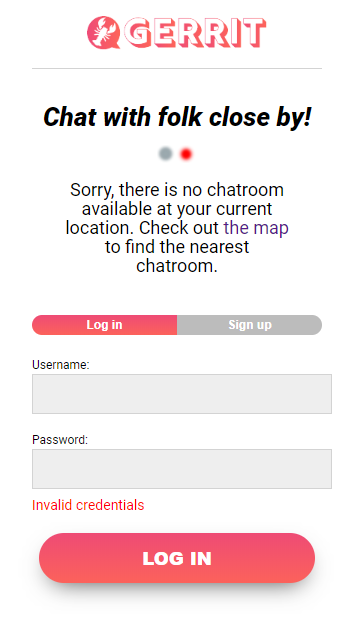 GERRIT
Chat with folk close by!
Sorry, there is no chatroom
available at your current
location. Check out the map
to find the nearest
chatroom.
Log in
Sign up
Username:
Password:
Invalid credentials
LOG IN